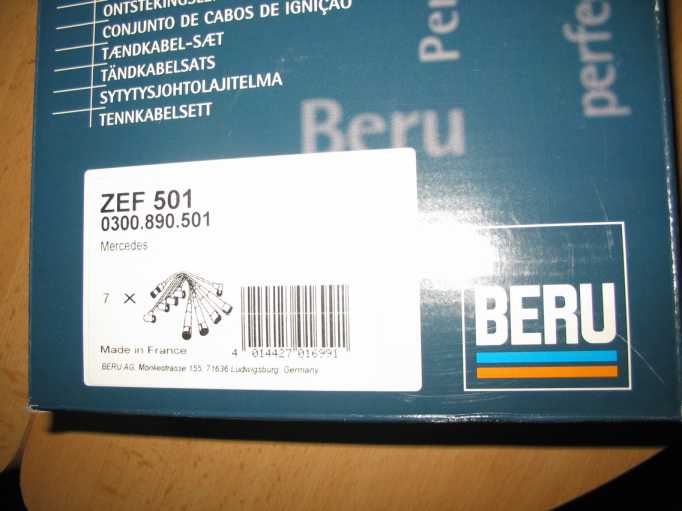 CONJUNTO DE CABOS DE IGNIÇÃO
TÆNDKABEL-SÆT
TÄNDKABELSATS
SYTYTYSJOHTOLAJITELMA
TENNKABELSETT
Beru
ZEF 501
0300.890.501
Mercedes
7 X
Made in France
4 014427 016991
BERU AG, Mörikestrasse 155, 71636 Ludwigsburg, Germany
BERU